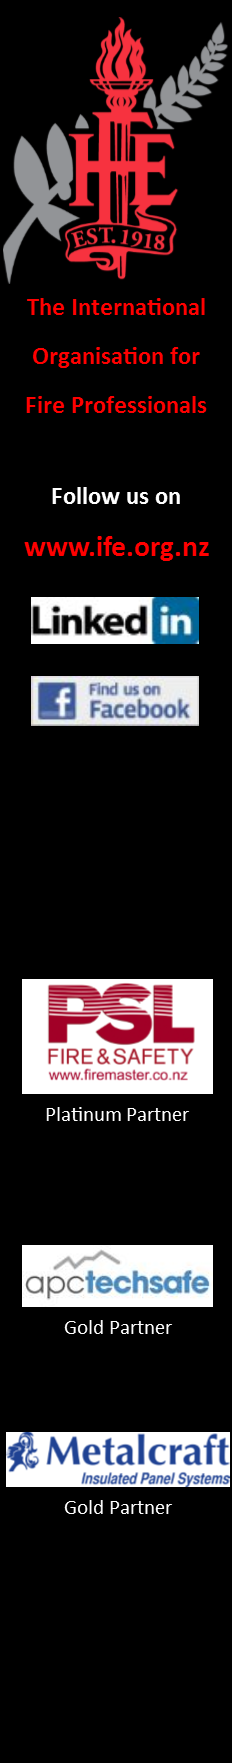 IFE
EST. 1918
The International
Organisation for
Fire Professionals
Follow us on
www.ife.org.nz
Linked in
Find us on
Facebook
PSL
FIRE & SAFETY
www.firemaster.co.nz
Platinum Partner
apctechsafe
Gold Partner
Metalcraft
Insulated Panel Systems
Gold Partner